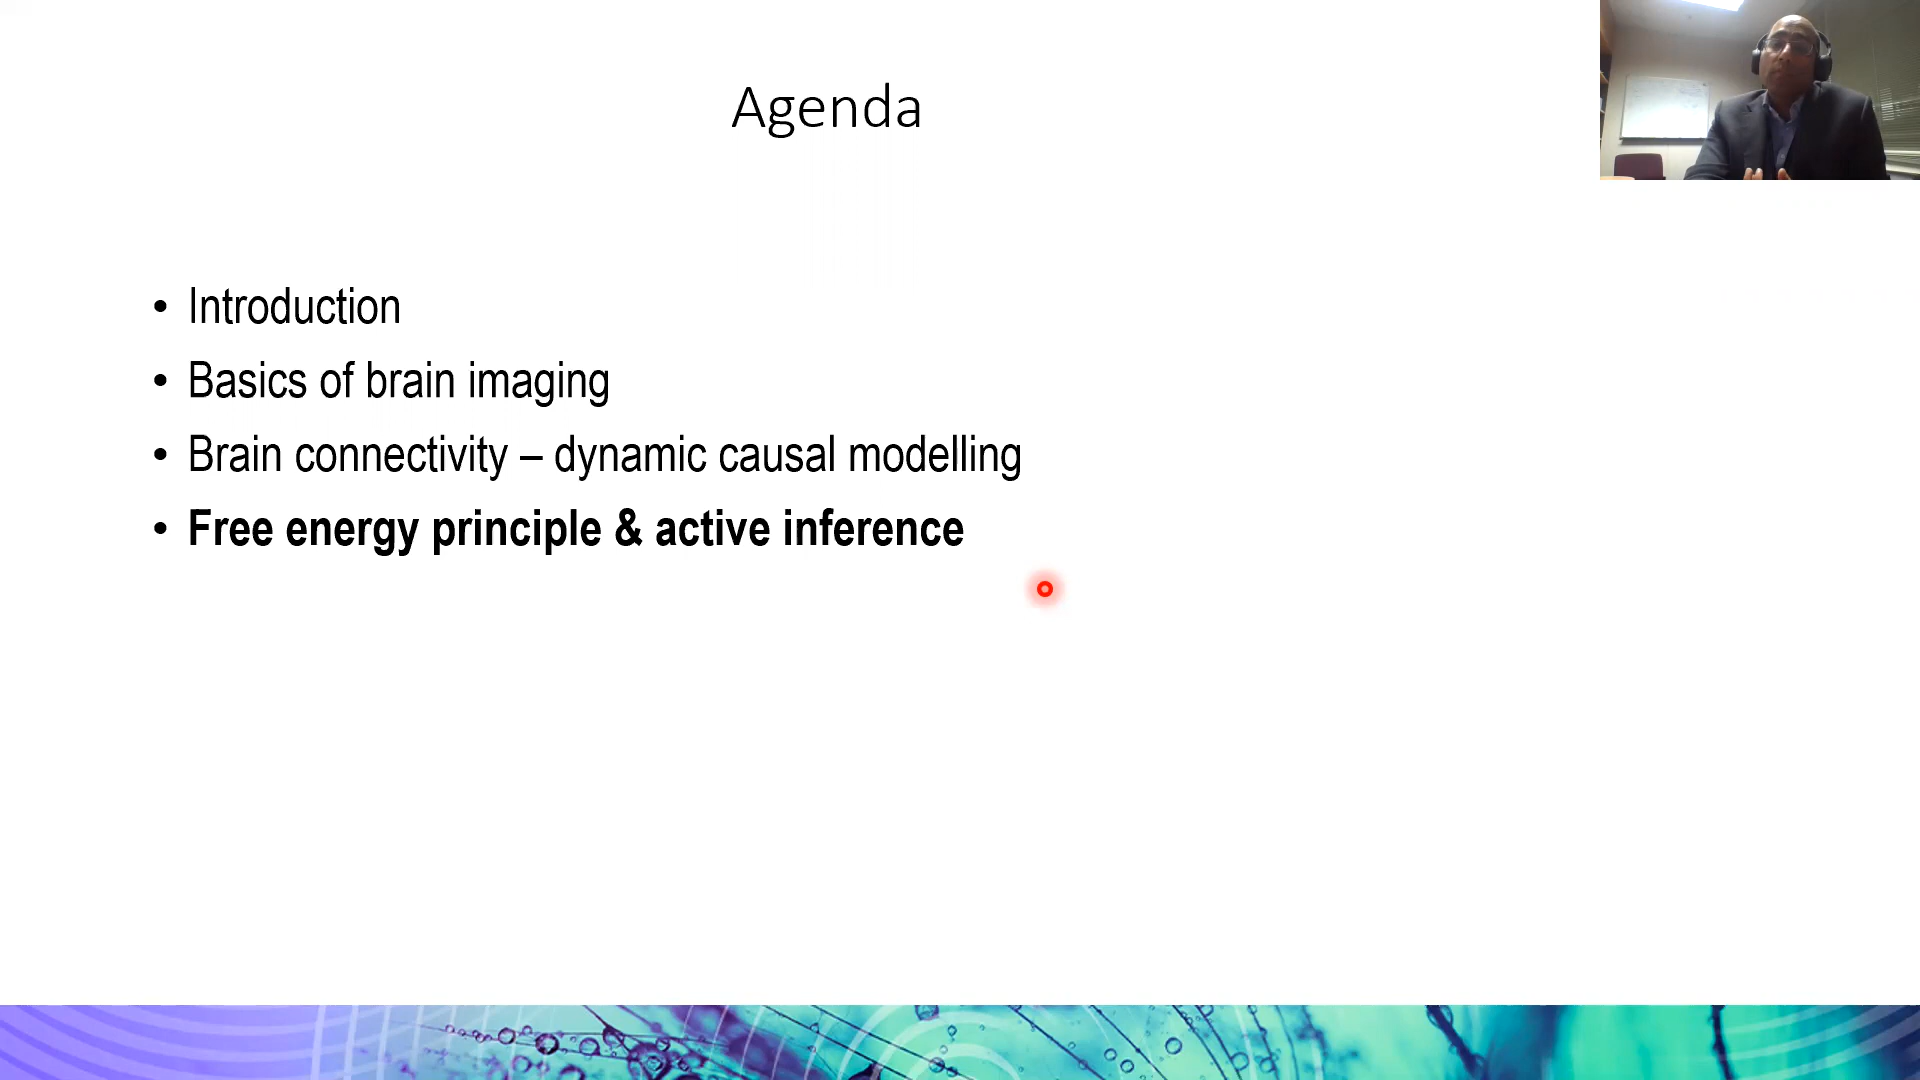 Agenda
• Introduction
• Basics of brain imaging
• Brain connectivity – dynamic causal modelling
• Free energy principle & active inference